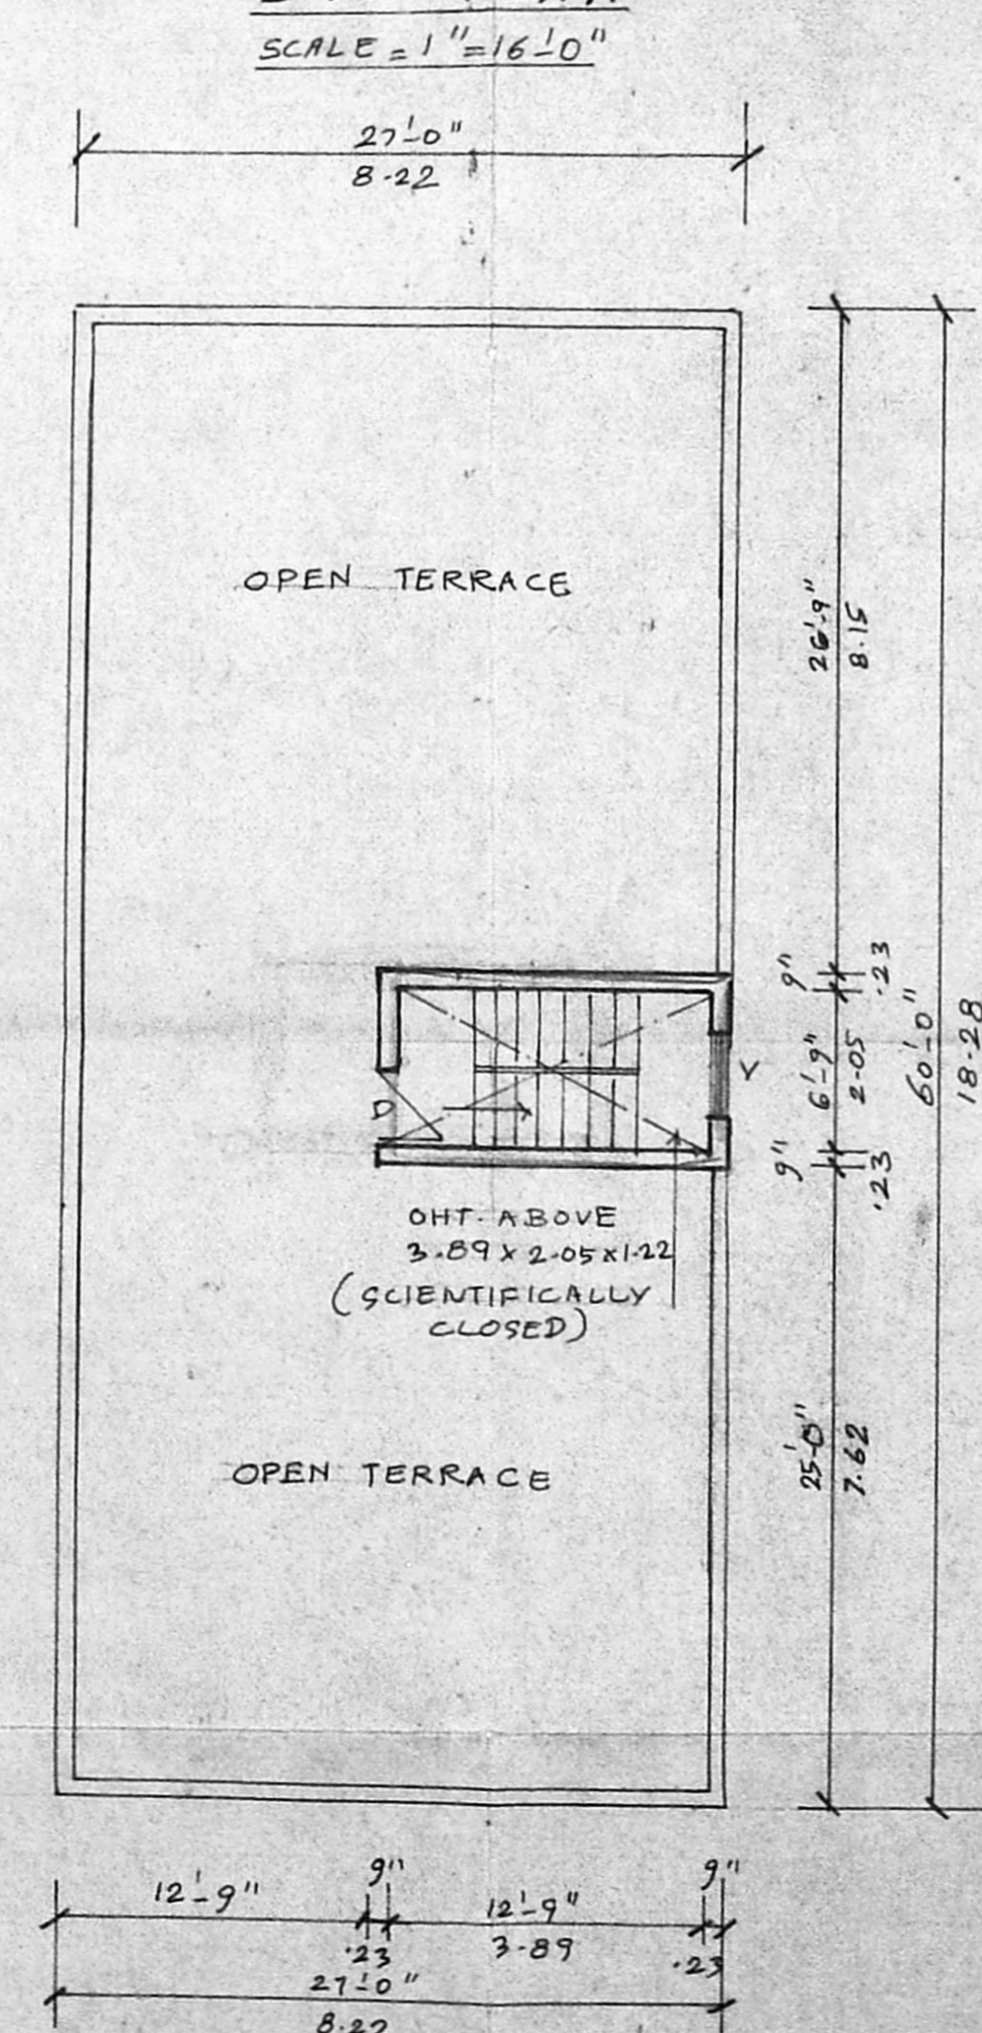 SCALE = 1"=16'-0"
27'-0"
8.22
OPEN TERRACE
26'-9"
8.15
9"
.23
6'-9"
2.05
60'-0"
18.28
V
D
9"
.23
OHT. ABOVE
3.89 x 2.05 x 1.22
(SCIENTIFICALLY
CLOSED)
25'-0"
7.62
OPEN TERRACE
12'-9"
9"
12'-9"
9"
.23
3.89
.23
27'-0"
8.22